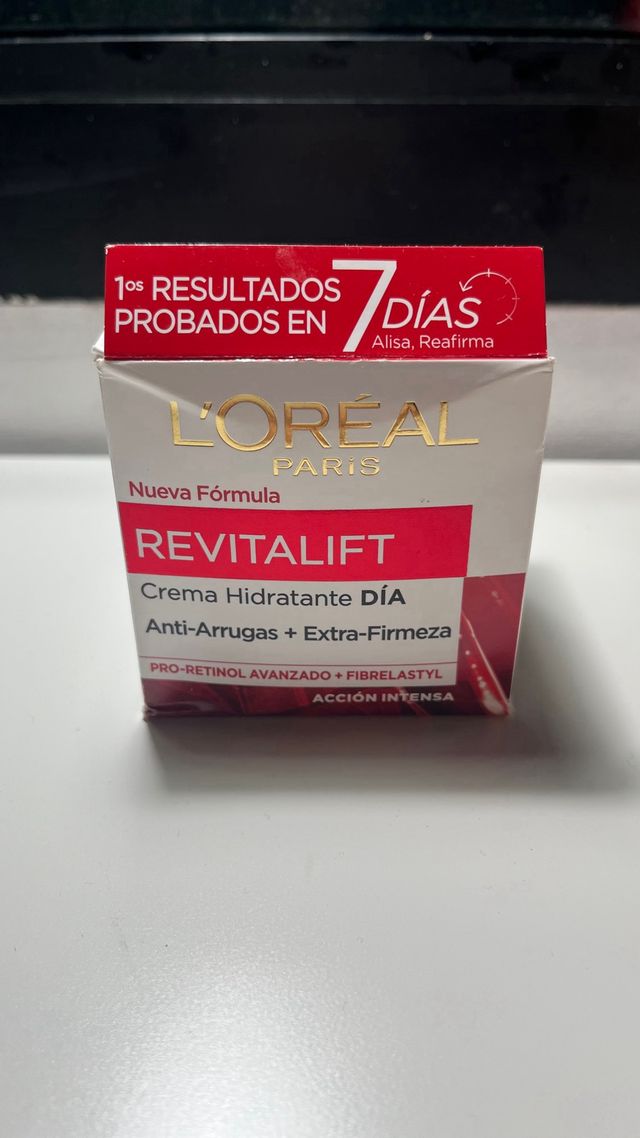 1os RESULTADOS
PROBADOS EN 7 DÍAS
Alisa, Reafirma
L'ORÉAL
PARiS
Nueva Fórmula
REVITALIFT
Crema Hidratante DÍA
Anti-Arrugas + Extra-Firmeza
PRO-RETINOL AVANZADO + FIBRELASTYL
ACCIÓN INTENSA